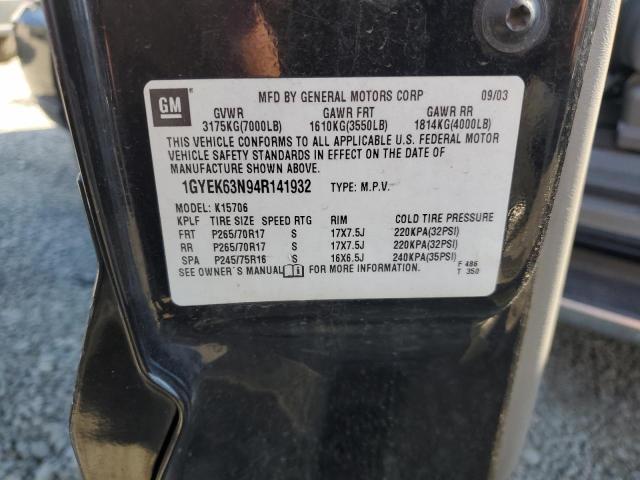 GM
MFD BY GENERAL MOTORS CORP 09/03
GVWR GAWR FRT GAWR RR
3175KG(7000LB) 1610KG(3550LB) 1814KG(4000LB)
THIS VEHICLE CONFORMS TO ALL APPLICABLE U.S. FEDERAL MOTOR
VEHICLE SAFETY STANDARDS IN EFFECT ON THE DATE OF
MANUFACTURE SHOWN ABOVE.
1GYEK63N94R141932 TYPE: M.P.V.
MODEL: K15706
KPLF TIRE SIZE SPEED RTG RIM COLD TIRE PRESSURE
FRT P265/70R17 S 17X7.5J 220KPA(32PSI)
RR P265/70R17 S 17X7.5J 220KPA(32PSI)
SPA P245/75R16 S 16X6.5J 240KPA(35PSI)
SEE OWNER'S MANUAL FOR MORE INFORMATION. F 486
T 350